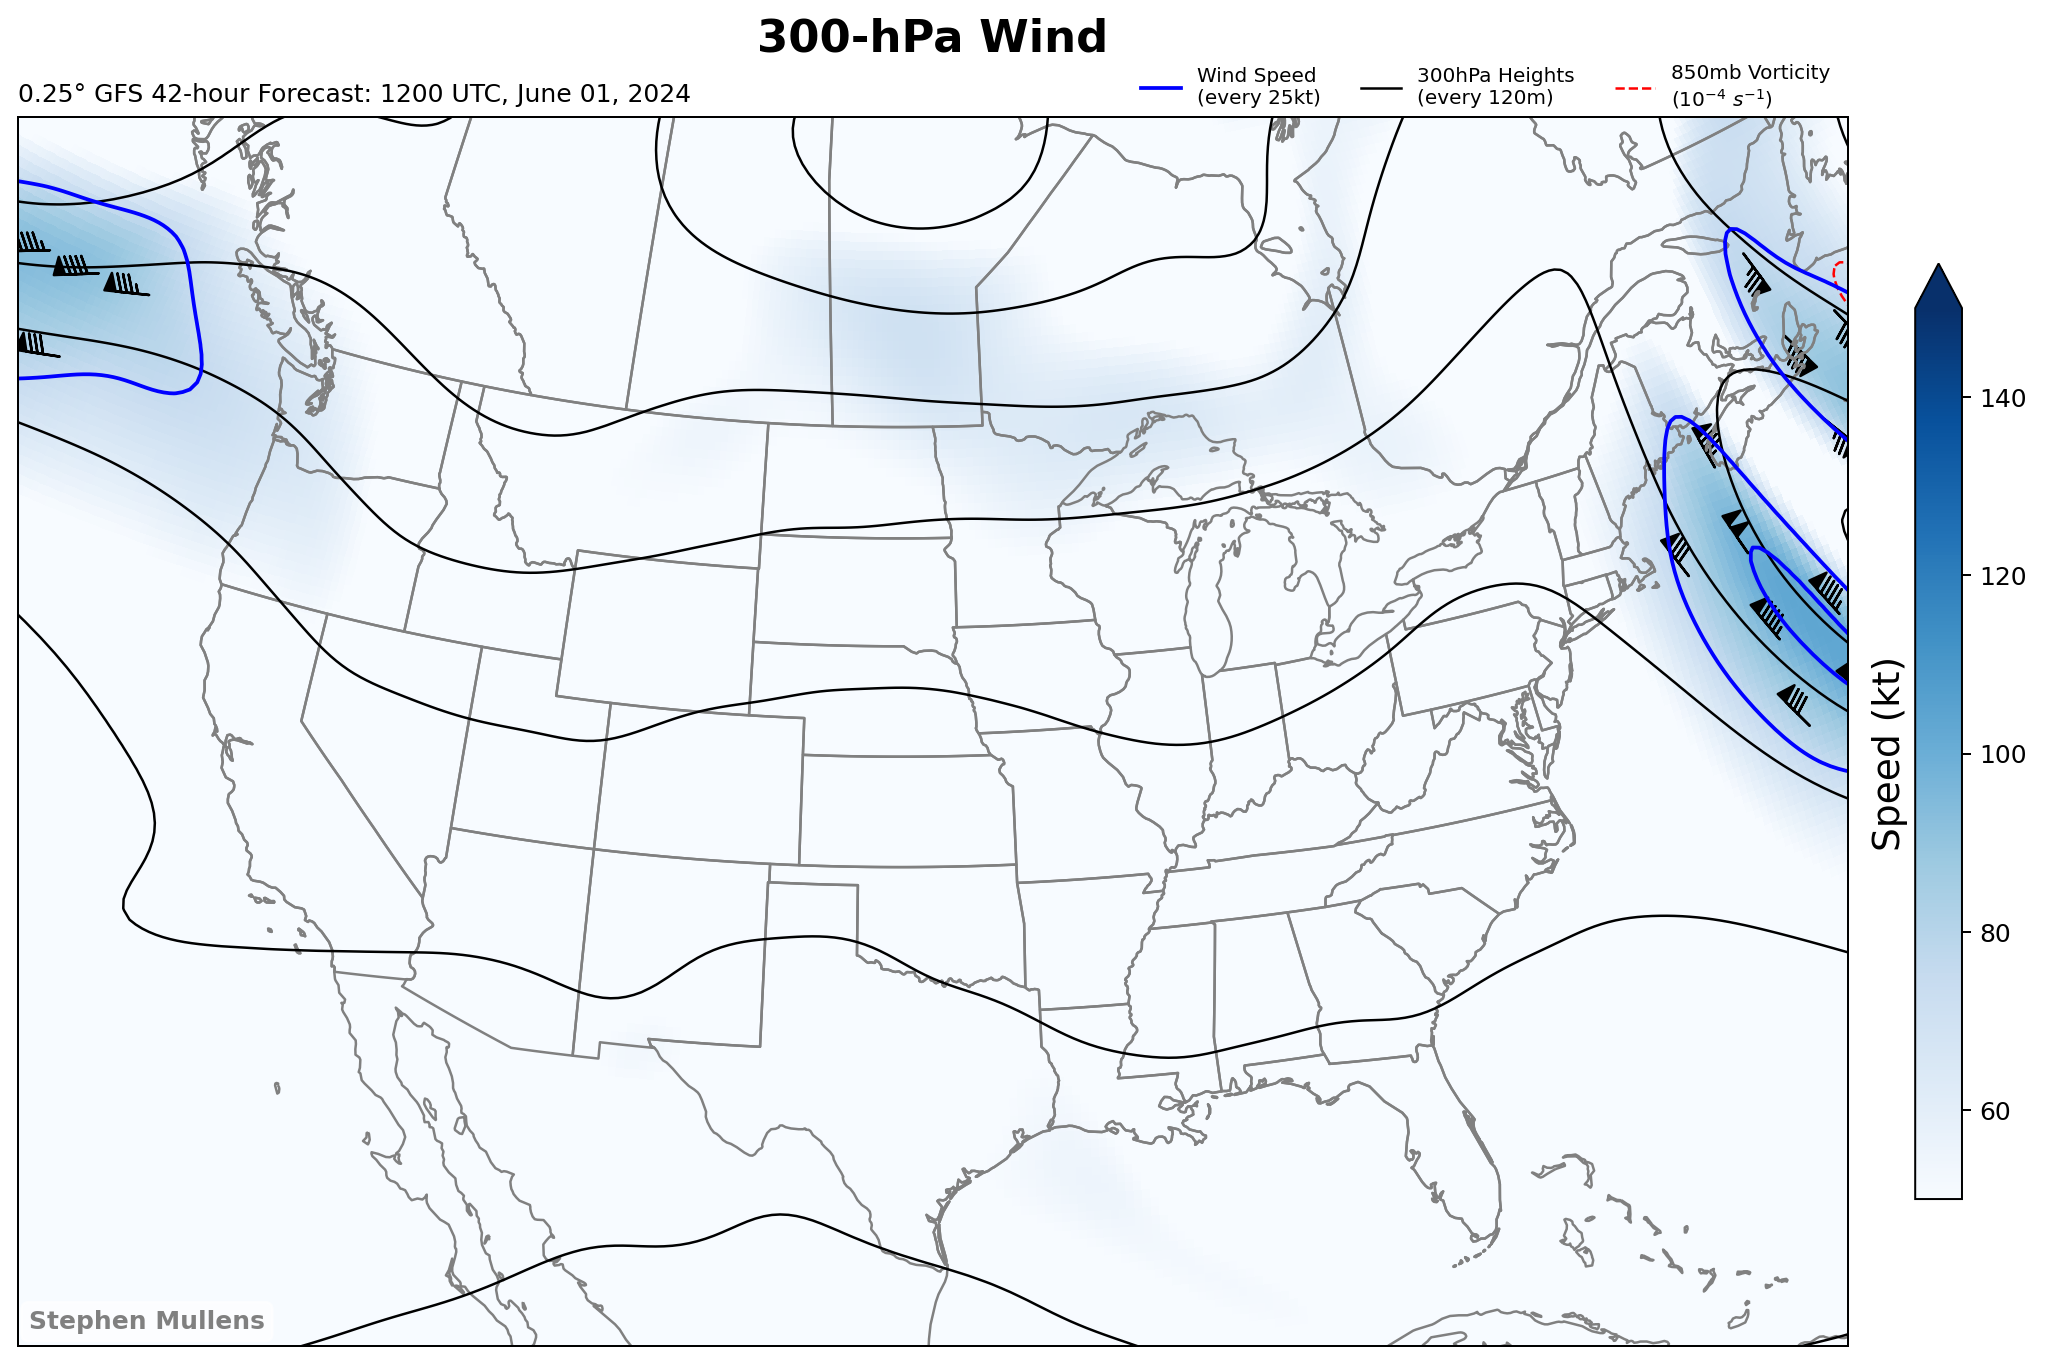 300-hPa Wind
0.25° GFS 42-hour Forecast: 1200 UTC, June 01, 2024
Wind Speed
(every 25kt)
300hPa Heights
(every 120m)
850mb Vorticity
(10⁻⁴ s⁻¹)
140
120
100
80
60
Speed (kt)
Stephen Mullens